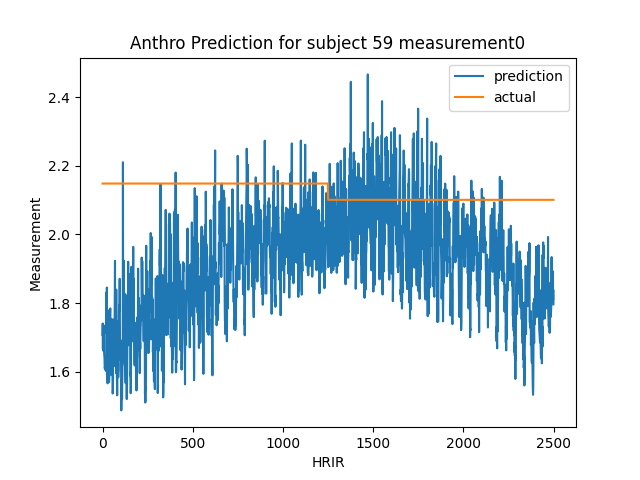 Anthro Prediction for subject 59 measurement0
prediction
actual
Measurement
2.4
2.2
2.0
1.8
1.6
0 500 1000 1500 2000 2500
HRIR